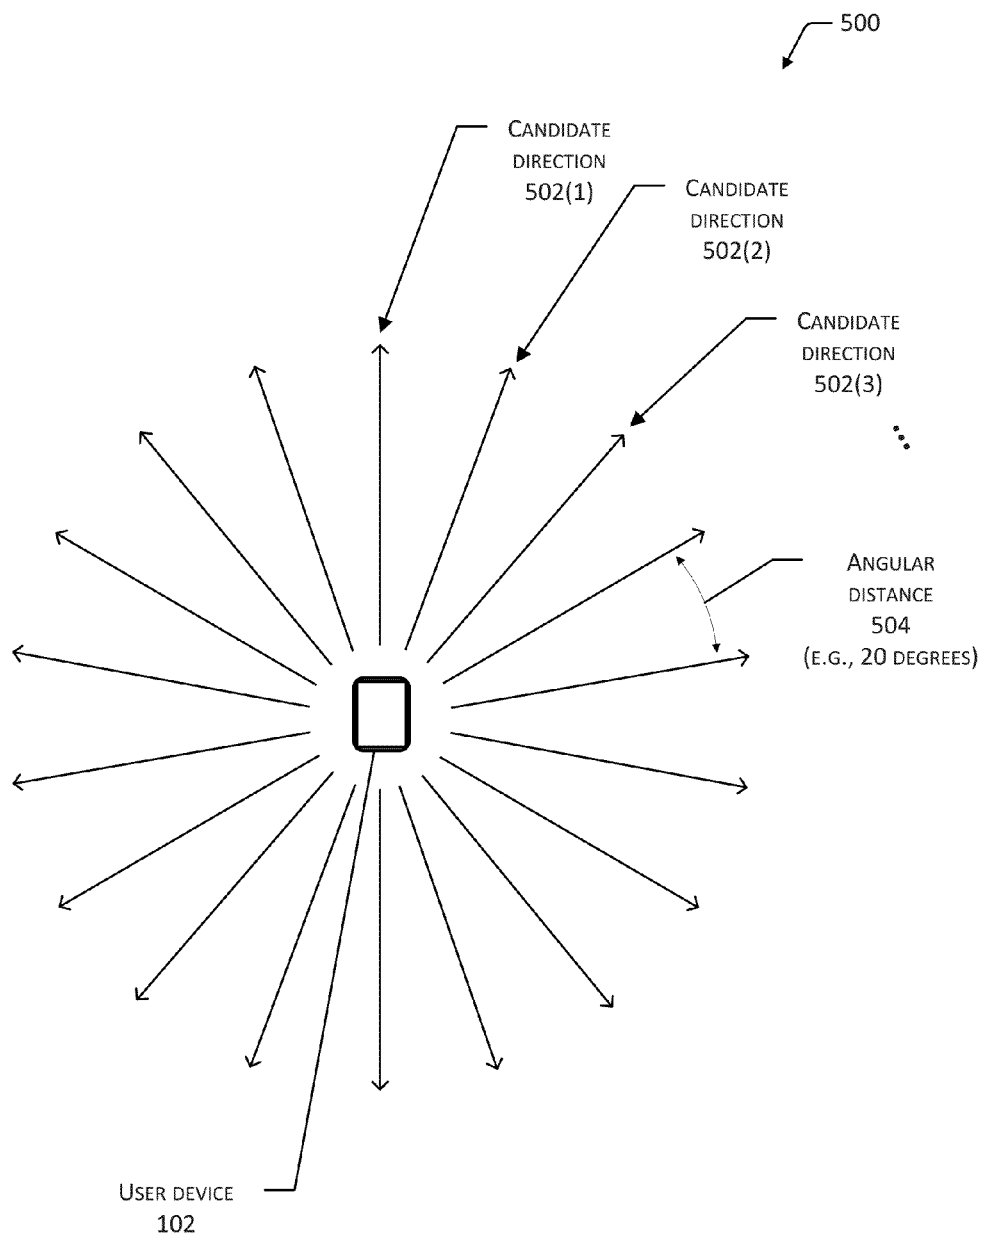 500
CANDIDATE
DIRECTION
502(1)
CANDIDATE
DIRECTION
502(2)
CANDIDATE
DIRECTION
502(3)
ANGULAR
DISTANCE
504
(E.G., 20 DEGREES)
USER DEVICE
102